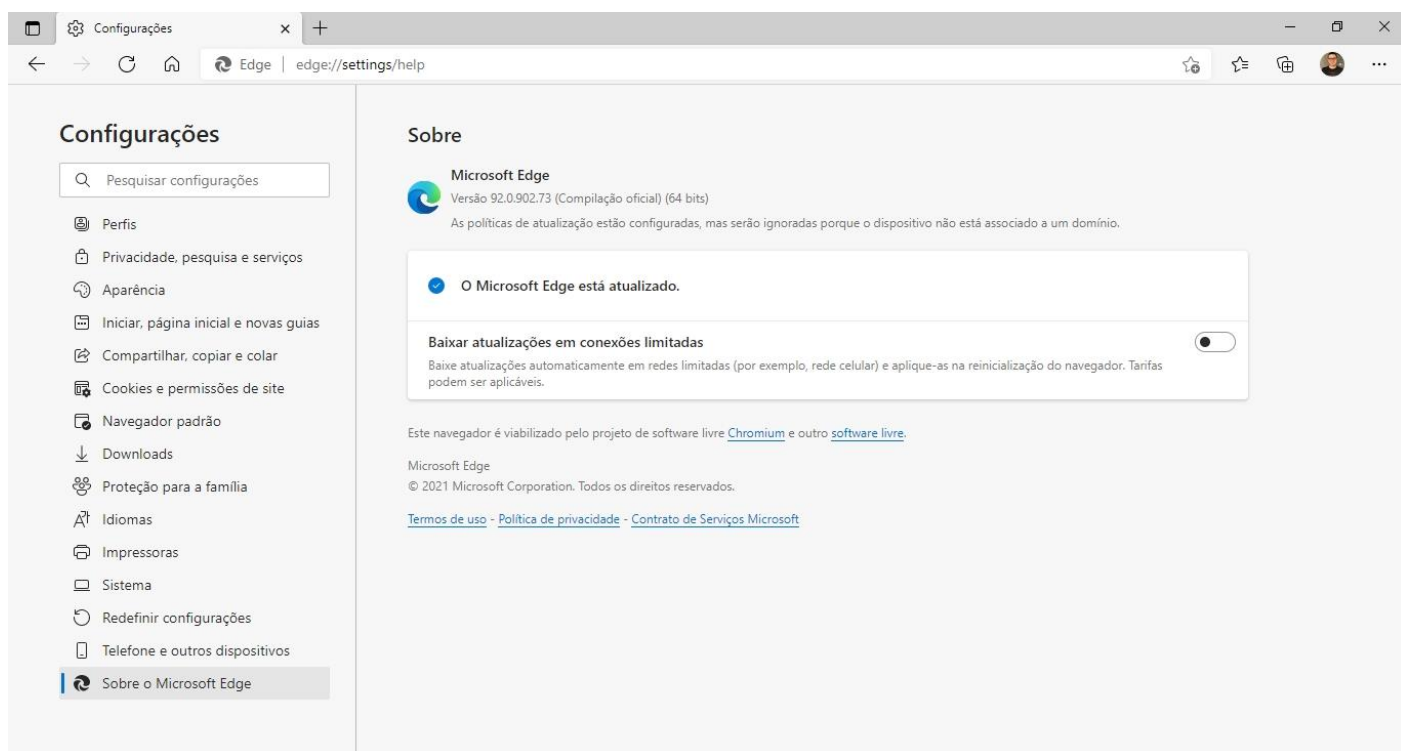 Configurações
Edge | edge://settings/help
Configurações
Pesquisar configurações
Perfis
Privacidade, pesquisa e serviços
Aparência
Iniciar, página inicial e novas guias
Compartilhar, copiar e colar
Cookies e permissões de site
Navegador padrão
Downloads
Proteção para a família
Idiomas
Impressoras
Sistema
Redefinir configurações
Telefone e outros dispositivos
Sobre o Microsoft Edge
Sobre
Microsoft Edge
Versão 92.0.902.73 (Compilação oficial) (64 bits)
As políticas de atualização estão configuradas, mas serão ignoradas porque o dispositivo não está associado a um domínio.
O Microsoft Edge está atualizado.
Baixar atualizações em conexões limitadas
Baixe atualizações automaticamente em redes limitadas (por exemplo, rede celular) e aplique-as na reinicialização do navegador. Tarifas
podem ser aplicáveis.
Este navegador é viabilizado pelo projeto de software livre Chromium e outro software livre.
Microsoft Edge
© 2021 Microsoft Corporation. Todos os direitos reservados.
Termos de uso - Política de privacidade - Contrato de Serviços Microsoft